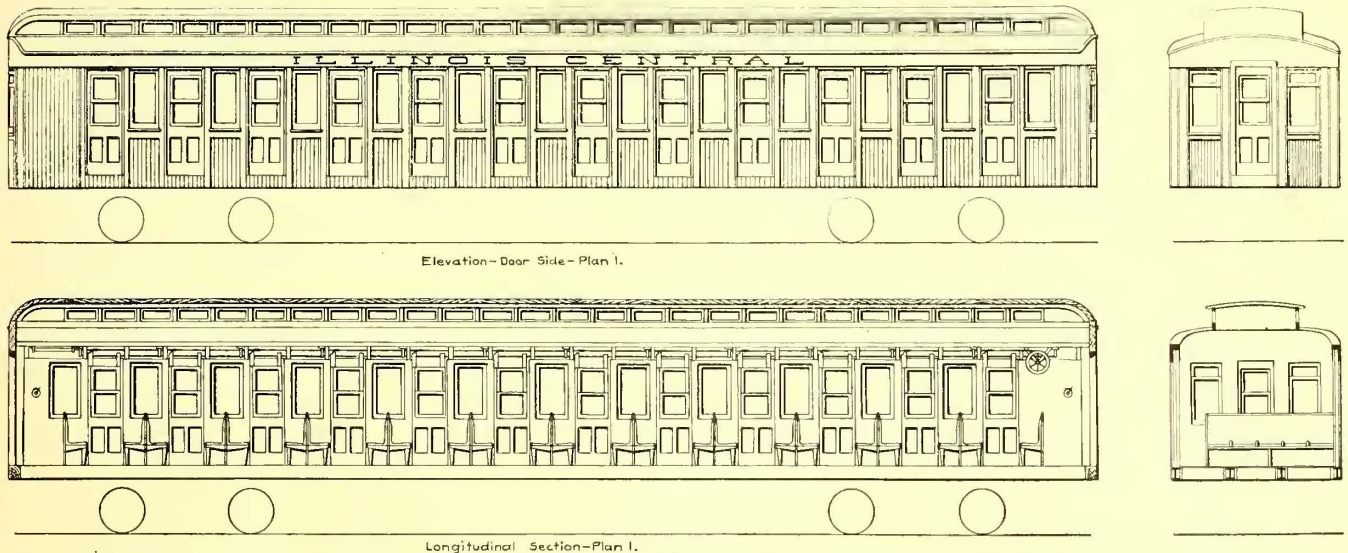 ILLINOIS CENTRAL
Elevation-Door Side-Plan 1.
Longitudinal Section-Plan 1.